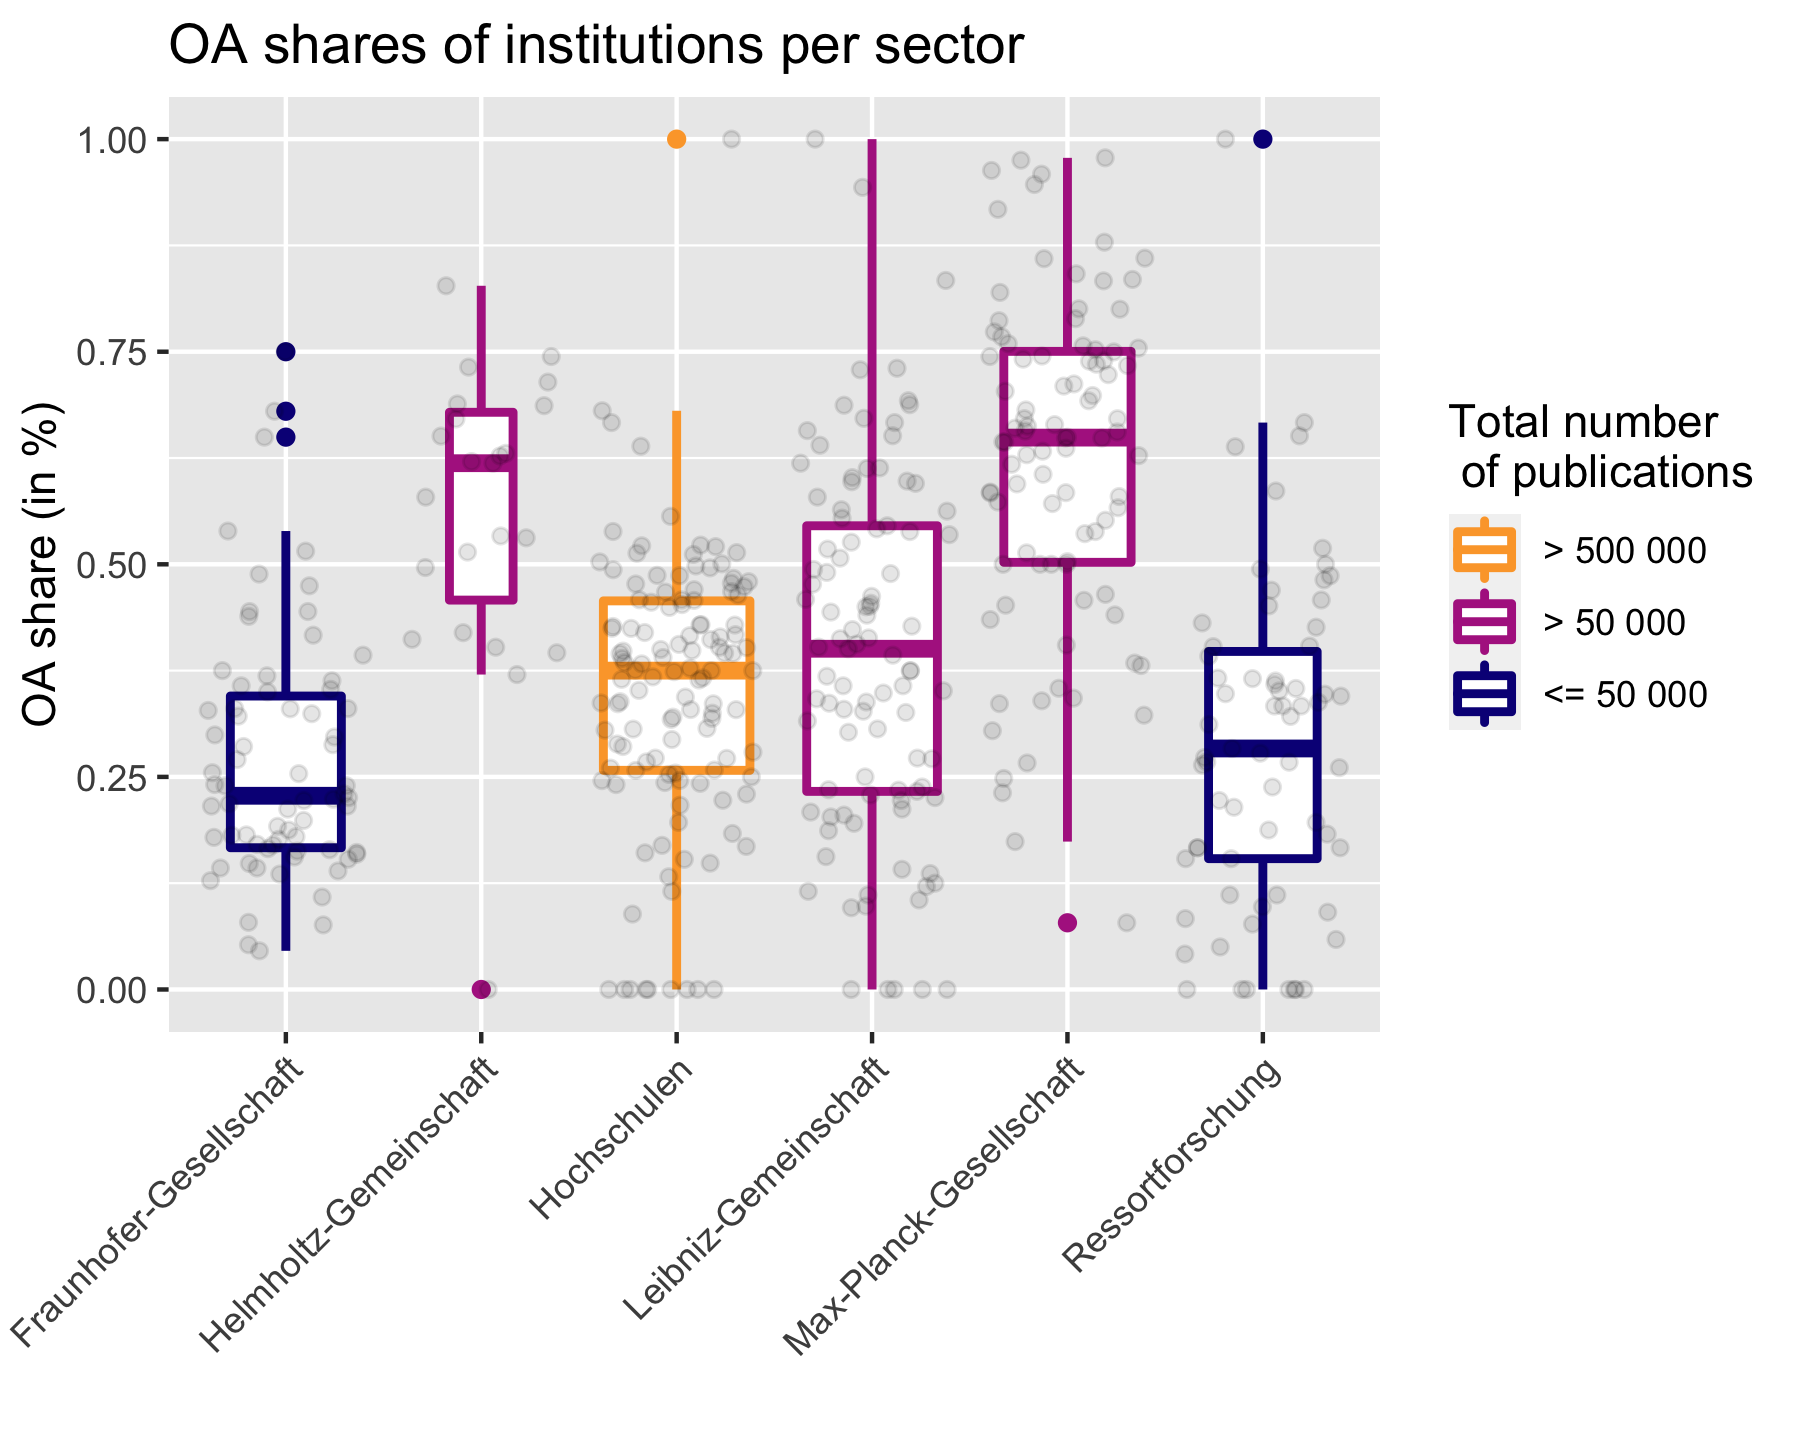 OA shares of institutions per sector
OA share (in %)
1.00
0.75
0.50
0.25
0.00
Fraunhofer-Gesellschaft
Helmholtz-Gemeinschaft
Hochschulen
Leibniz-Gemeinschaft
Max-Planck-Gesellschaft
Ressortforschung
Total number
of publications
> 500 000
> 50 000
<= 50 000